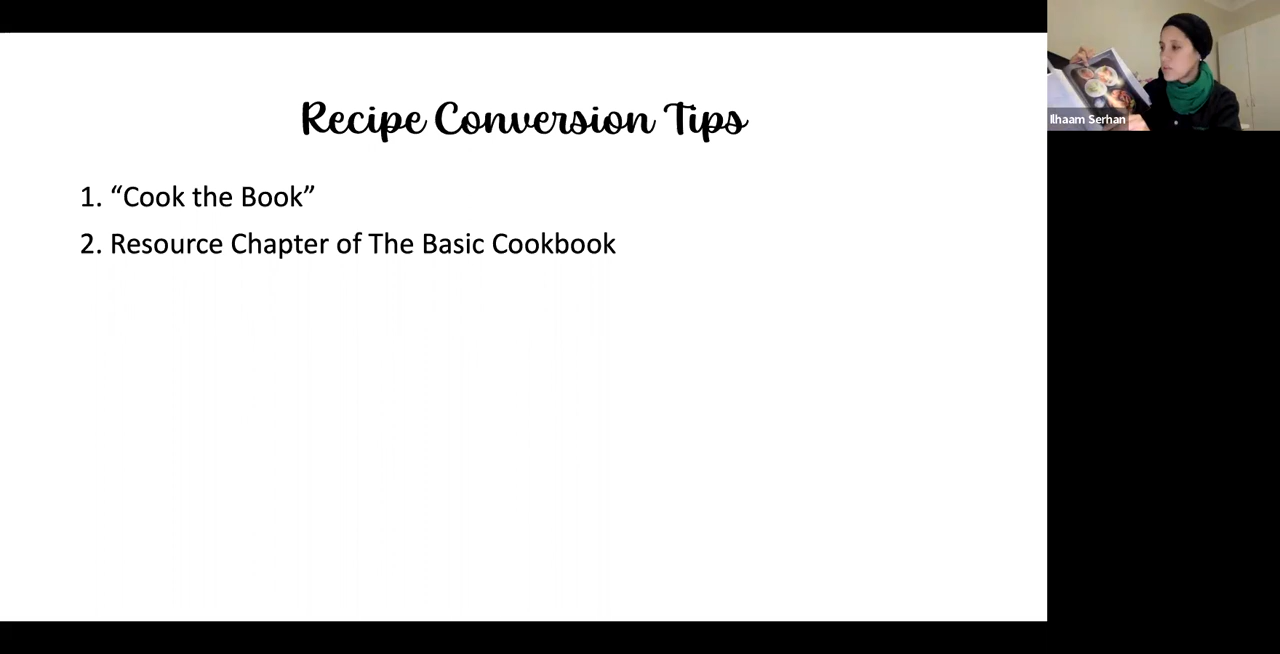 Recipe Conversion Tips
1. “Cook the Book”
2. Resource Chapter of The Basic Cookbook
Ilhaam Serhan